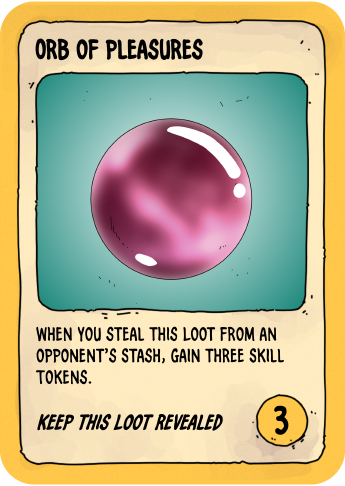 ORB OF PLEASURES
WHEN YOU STEAL THIS LOOT FROM AN
OPPONENT'S STASH, GAIN THREE SKILL
TOKENS.
KEEP THIS LOOT REVEALED
3